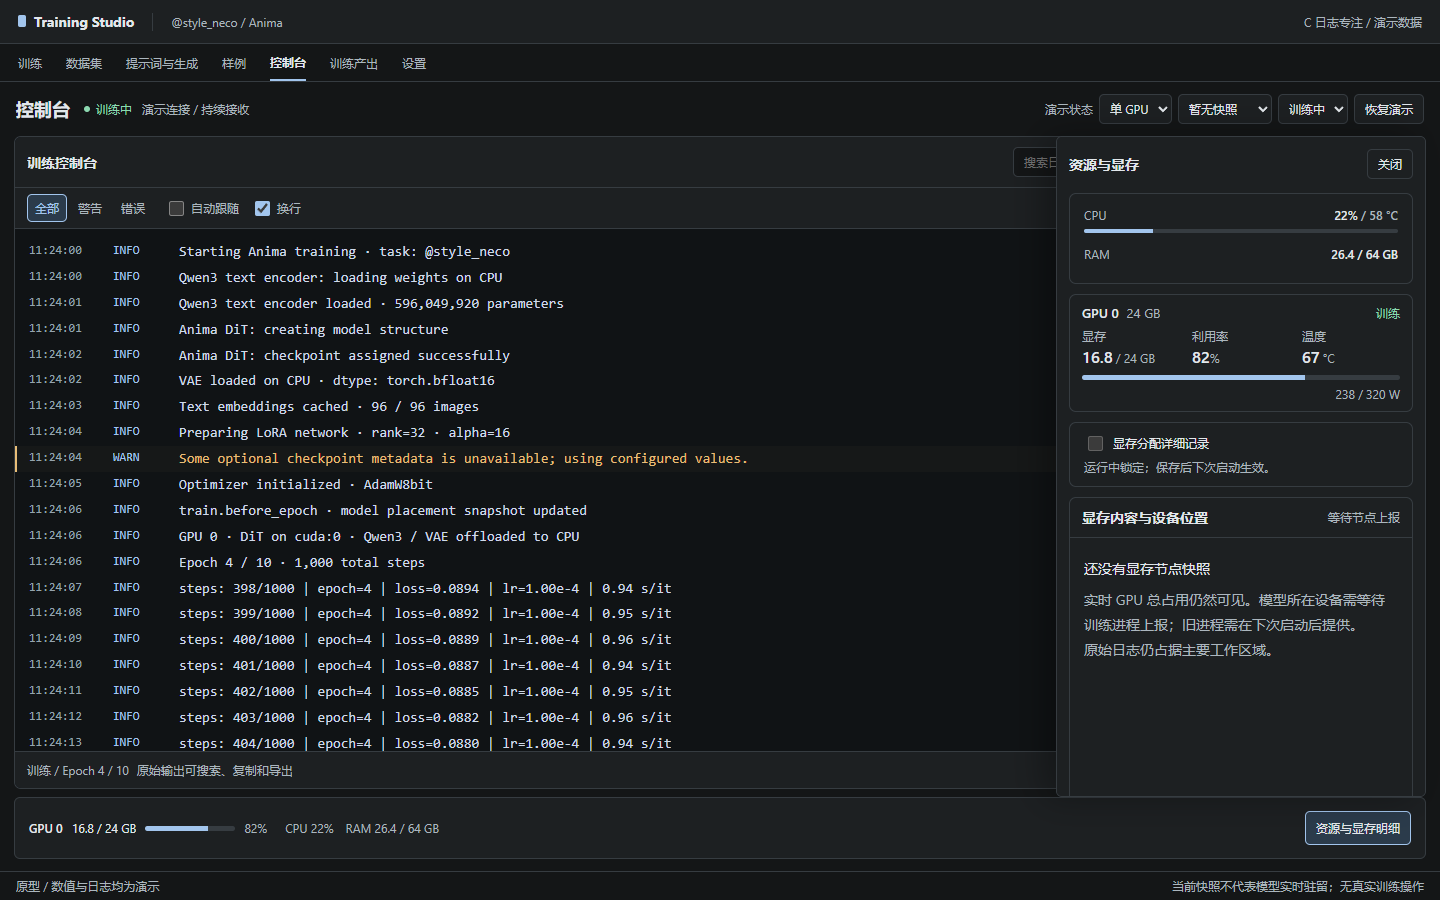 Training Studio
@style_neco / Anima
C 日志专注 / 演示数据
训练 数据集 提示词与生成 样例 控制台 训练产出 设置
控制台 训练中 演示连接 / 持续接收
演示状态 单 GPU 暂无快照 训练中 恢复演示
训练控制台
搜索日
全部 警告 错误 自动跟随 换行
11:24:00 INFO Starting Anima training · task: @style_neco
11:24:00 INFO Qwen3 text encoder: loading weights on CPU
11:24:01 INFO Qwen3 text encoder loaded · 596,049,920 parameters
11:24:01 INFO Anima DiT: creating model structure
11:24:02 INFO Anima DiT: checkpoint assigned successfully
11:24:02 INFO VAE loaded on CPU · dtype: torch.bfloat16
11:24:03 INFO Text embeddings cached · 96 / 96 images
11:24:04 INFO Preparing LoRA network · rank=32 · alpha=16
11:24:04 WARN Some optional checkpoint metadata is unavailable; using configured values.
11:24:05 INFO Optimizer initialized · AdamW8bit
11:24:06 INFO train.before_epoch · model placement snapshot updated
11:24:06 INFO GPU 0 · DiT on cuda:0 · Qwen3 / VAE offloaded to CPU
11:24:06 INFO Epoch 4 / 10 · 1,000 total steps
11:24:07 INFO steps: 398/1000 | epoch=4 | loss=0.0894 | lr=1.00e-4 | 0.94 s/it
11:24:08 INFO steps: 399/1000 | epoch=4 | loss=0.0892 | lr=1.00e-4 | 0.95 s/it
11:24:09 INFO steps: 400/1000 | epoch=4 | loss=0.0889 | lr=1.00e-4 | 0.96 s/it
11:24:10 INFO steps: 401/1000 | epoch=4 | loss=0.0887 | lr=1.00e-4 | 0.94 s/it
11:24:11 INFO steps: 402/1000 | epoch=4 | loss=0.0885 | lr=1.00e-4 | 0.95 s/it
11:24:12 INFO steps: 403/1000 | epoch=4 | loss=0.0882 | lr=1.00e-4 | 0.96 s/it
11:24:13 INFO steps: 404/1000 | epoch=4 | loss=0.0880 | lr=1.00e-4 | 0.94 s/it
训练 / Epoch 4 / 10 原始输出可搜索、复制和导出
资源与显存 关闭
CPU 22% / 58 °C
RAM 26.4 / 64 GB
GPU 0 24 GB 训练
显存 利用率 温度
16.8 / 24 GB 82% 67 °C
238 / 320 W
显存分配详细记录
运行中锁定；保存后下次启动生效。
显存内容与设备位置 等待节点上报
还没有显存节点快照
实时 GPU 总占用仍然可见。模型所在设备需等待
训练进程上报；旧进程需在下次启动后提供。
原始日志仍占据主要工作区域。
GPU 0 16.8 / 24 GB 82% CPU 22% RAM 26.4 / 64 GB
资源与显存明细
原型 / 数值与日志均为演示
当前快照不代表模型实时驻留；无真实训练操作